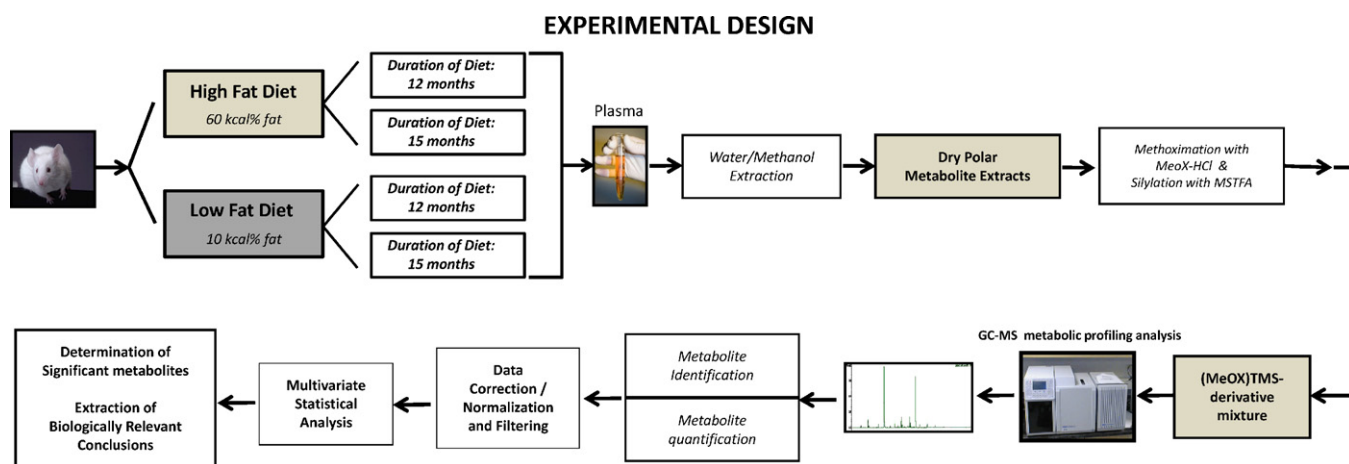 EXPERIMENTAL DESIGN
High Fat Diet
60 kcal% fat
Duration of Diet:
12 months
Duration of Diet:
15 months
Low Fat Diet
10 kcal% fat
Duration of Diet:
12 months
Duration of Diet:
15 months
Plasma
Water/Methanol
Extraction
Dry Polar
Metabolite Extracts
Methoximation with
MeoX-HCl &
Silylation with MSTFA
(MeOX)TMS-
derivative
mixture
GC-MS metabolic profiling analysis
Metabolite
Identification
Metabolite
quantification
Data
Correction /
Normalization
and Filtering
Multivariate
Statistical
Analysis
Determination of
Significant metabolites
Extraction of
Biologically Relevant
Conclusions